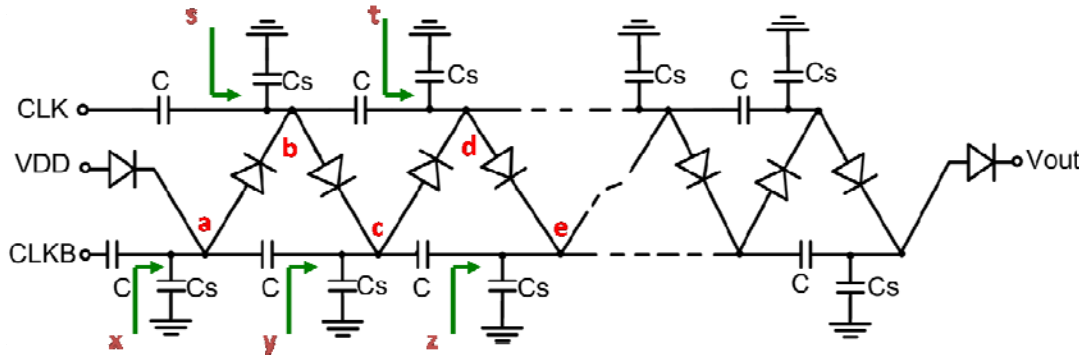 s t
Cs Cs Cs Cs
C C C
CLK
b d
VDD Vout
a c e
CLKB
C Cs C Cs C Cs C Cs
x y z